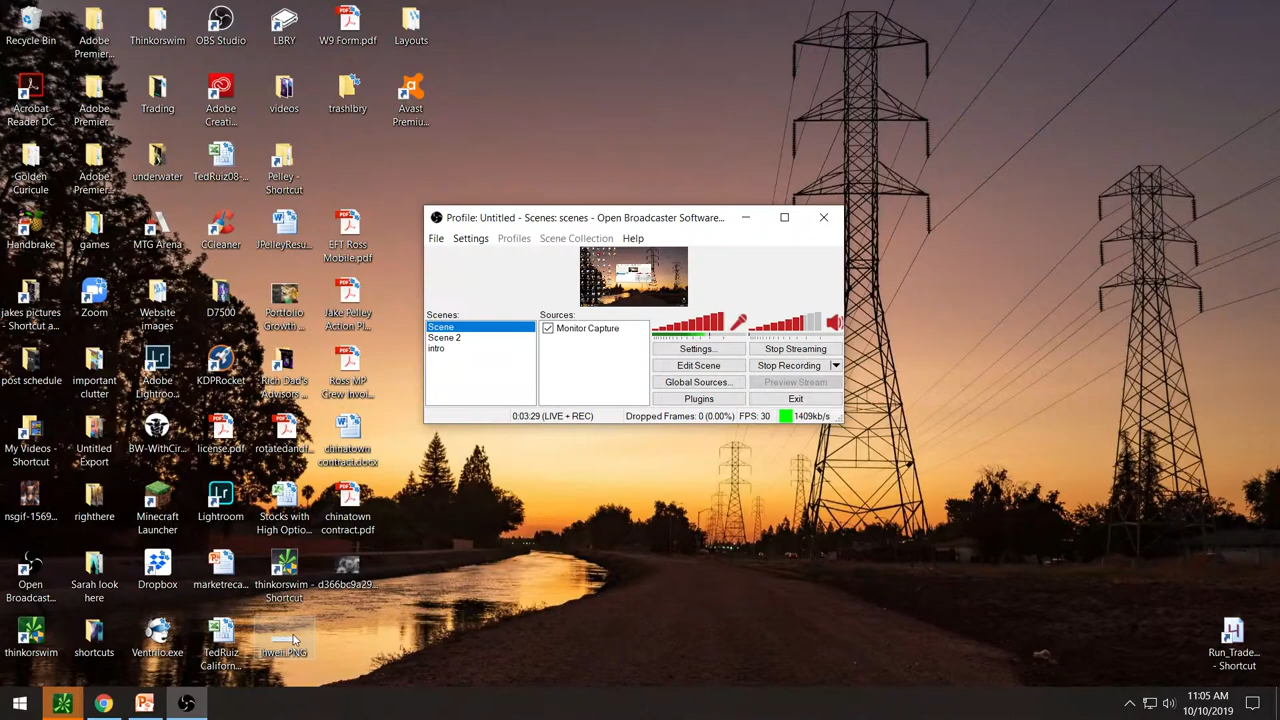 Recycle Bin
Adobe Premier...
Thinkorswim
OBS Studio
LBRY
W9 Form.pdf
Layouts
Acrobat Reader DC
Adobe Premier...
Trading
Adobe Creati...
videos
trashlbry
Avast Premiu...
Golden Curicule
Adobe Premier...
underwater
TedRuiz08-...
Pelley - Shortcut
Handbrake
games
MTG Arena
CCleaner
JPelleyResu...
EFT Ross Mobile.pdf
jakes pictures - Shortcut a...
Zoom
Website images
D7500
Portfolio Growth ...
Jake Pelley Action Pl...
post schedule
important clutter
Adobe Lightroo...
KDPRocket
Rich Dad's Advisors ...
Ross MP Crew Invoi...
My Videos - Shortcut
Untitled Export
BW-WithCir...
license.pdf
rotatedandf...
chinatown contract.docx
nsgif-1569...
righthere
Minecraft Launcher
Lightroom
Stocks with High Optio...
chinatown contract.pdf
Open Broadcast...
Sarah look here
Dropbox
marketreca...
thinkorswim - Shortcut
d366bc9a29...
thinkorswim
shortcuts
Ventrilo.exe
TedRuiz Californ...
Run_Trade... - Shortcut
Profile: Untitled - Scenes: scenes - Open Broadcaster Software...
File Settings Profiles Scene Collection Help
Scenes:
Sources:
Scene
Scene 2
intro
Monitor Capture
Settings...
Stop Streaming
Edit Scene
Stop Recording
Global Sources...
Preview Stream
Plugins
Exit
0:03:29 (LIVE + REC)
Dropped Frames: 0 (0.00%)
FPS: 30
1409kb/s
11:05 AM
10/10/2019